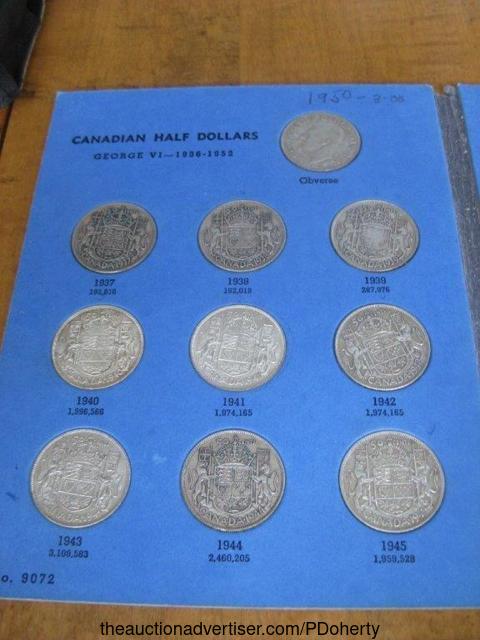 1950 - 3.00
CANADIAN HALF DOLLARS
GEORGE VI—1936-1952
Obverse
1937 1938 1939
192,016 192,018 287,976
1940 1941 1942
1,996,566 1,974,165 1,974,165
1943 1944 1945
3,109,583 2,460,205 1,959,528
o. 9072
theauctionadvertiser.com/PDoherty